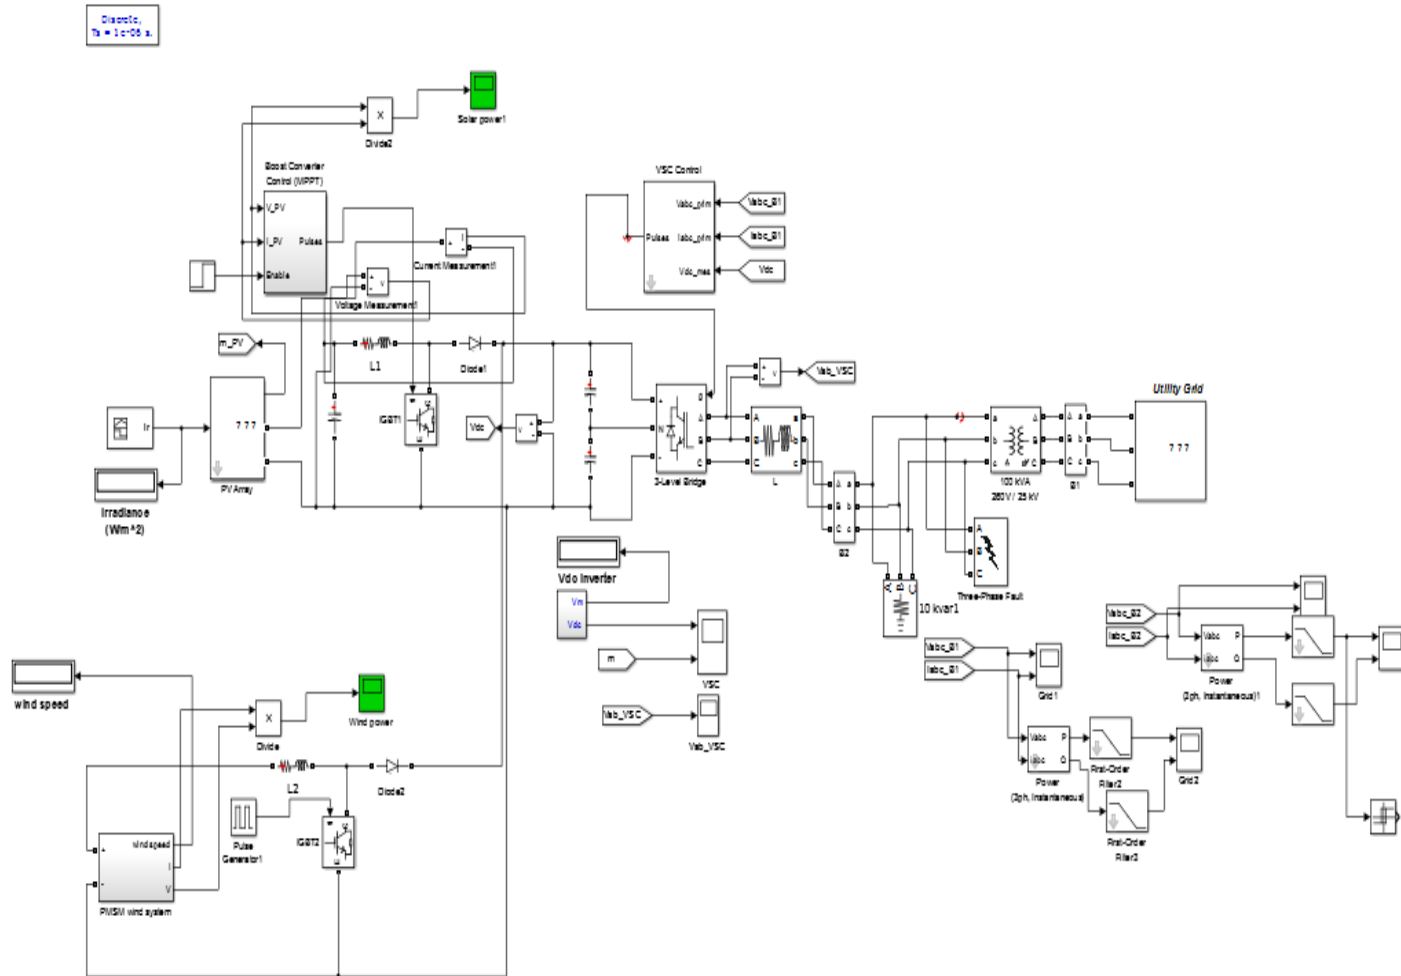 Discrete,
Ts = 1e-06 s.
Solar power1
X
Divide2
Boost Converter
Control (MPPT)
V_PV
I_PV
Pulses
Enable
Current Measurement1
Voltage Measurement1
VSC Control
Vabc_prim
Pulses
Iabc_prim
Vdc_mes
Vabc_B1
Iabc_B1
Vdc
m_PV
L1
Diode1
IGBT1
Vdc
Ir
? ? ?
PV Array
Irradiance
(W/m^2)
g
+
N
-
A
B
C
3-Level Bridge
Vab_VSC
A
B
C
a
b
c
L
A
B
C
a
b
c
B2
a
b
c
A
B
C
100 kVA
260V / 25 kV
A
B
C
a
b
c
B1
Utility Grid
? ? ?
A
B
C
Three-Phase Fault
A
B
C
10 kvar1
Vdc inverter
Vm
Vdc
m
VSC
Vab_VSC
Vab_VSC
Vabc_B2
Iabc_B2
Vabc
Iabc
P
Q
Power
(3ph, Instantaneous)1
Vabc_B1
Iabc_B1
Grid1
Vabc
Iabc
P
Q
Power
(3ph, Instantaneous)
First-Order
Filter2
Grid2
First-Order
Filter3
wind speed
X
Divide
Wind power
L2
Diode2
Pulse
Generator1
IGBT2
+
-
wind speed
I
V
PMSM wind system